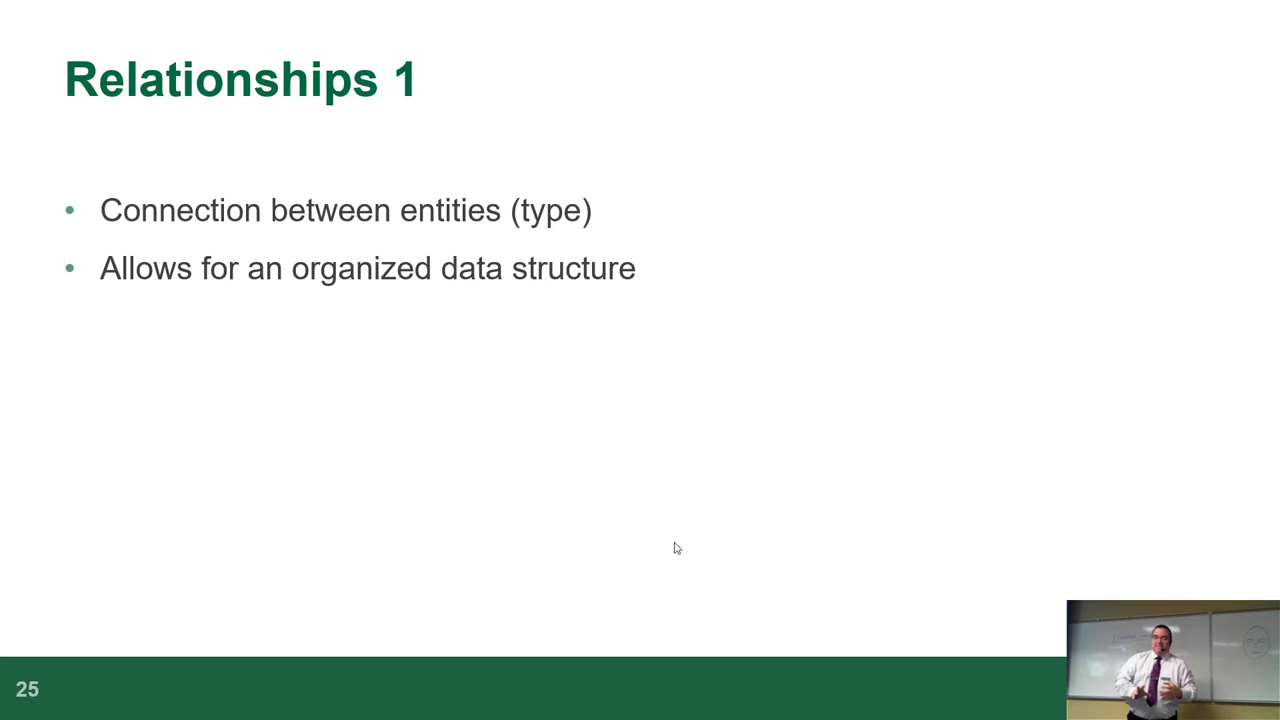 Relationships 1
• Connection between entities (type)
• Allows for an organized data structure
25